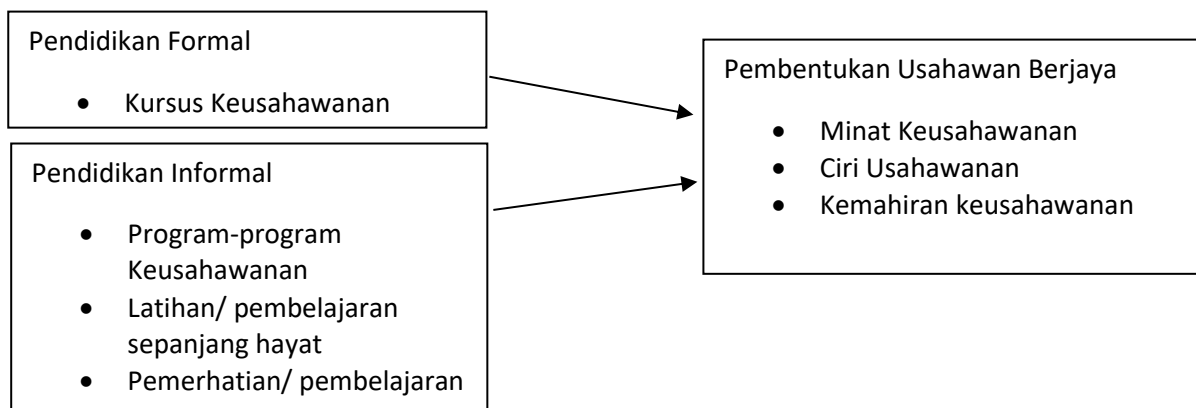 Pendidikan Formal
• Kursus Keusahawanan
Pendidikan Informal
• Program-program
Keusahawanan
• Latihan/ pembelajaran
sepanjang hayat
• Pemerhatian/ pembelajaran
Pembentukan Usahawan Berjaya
• Minat Keusahawanan
• Ciri Usahawanan
• Kemahiran keusahawanan